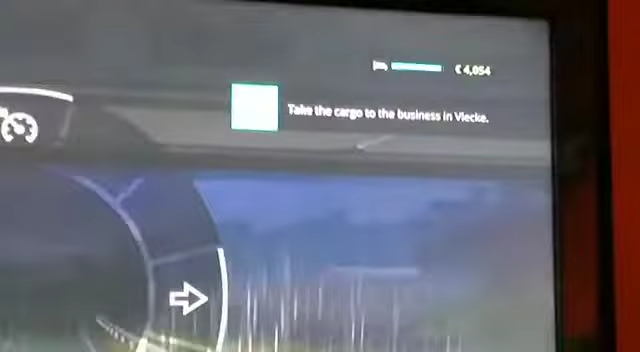 € 4,054
Take the cargo to the business in Vlecke.